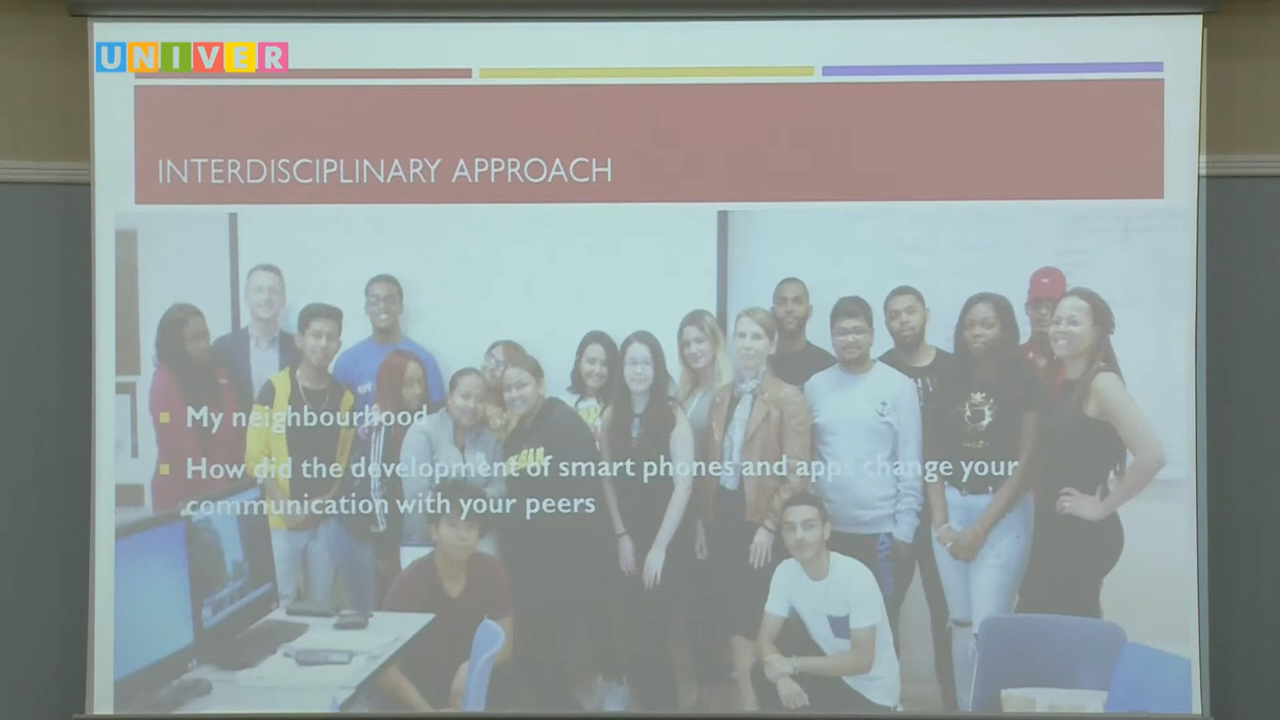 UNIVER
INTERDISCIPLINARY APPROACH
My neighbourhood
How did the development of smart phones and apps change your
communication with your peers